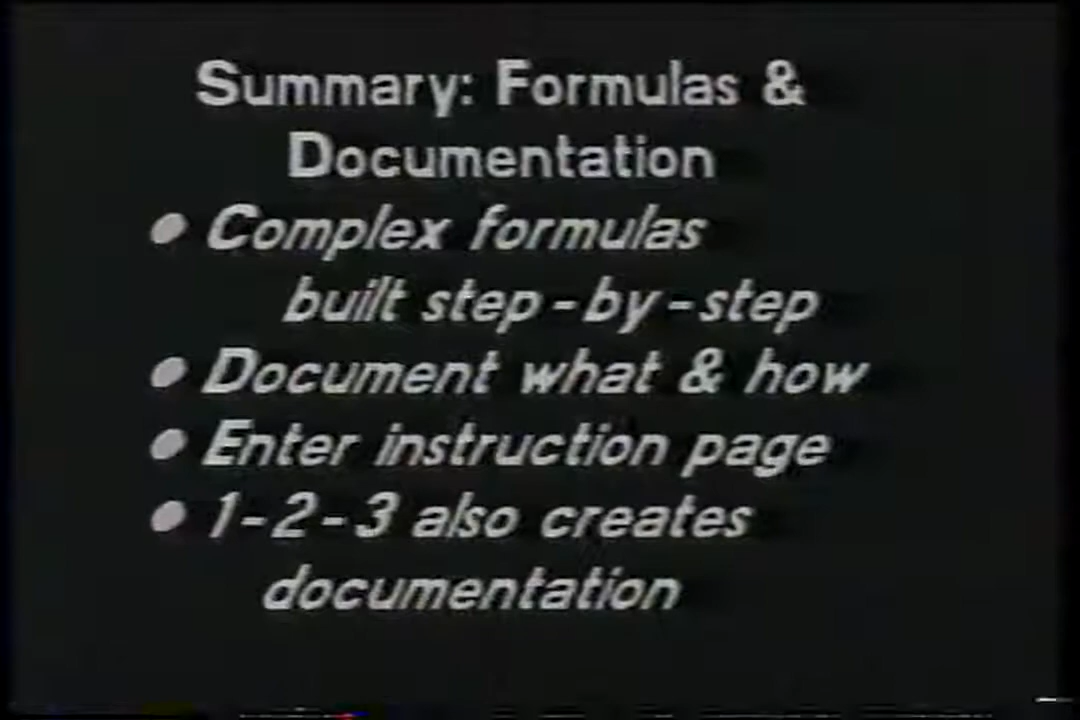 Summary: Formulas &
Documentation
● Complex formulas
built step-by-step
● Document what & how
● Enter instruction page
● 1-2-3 also creates
documentation